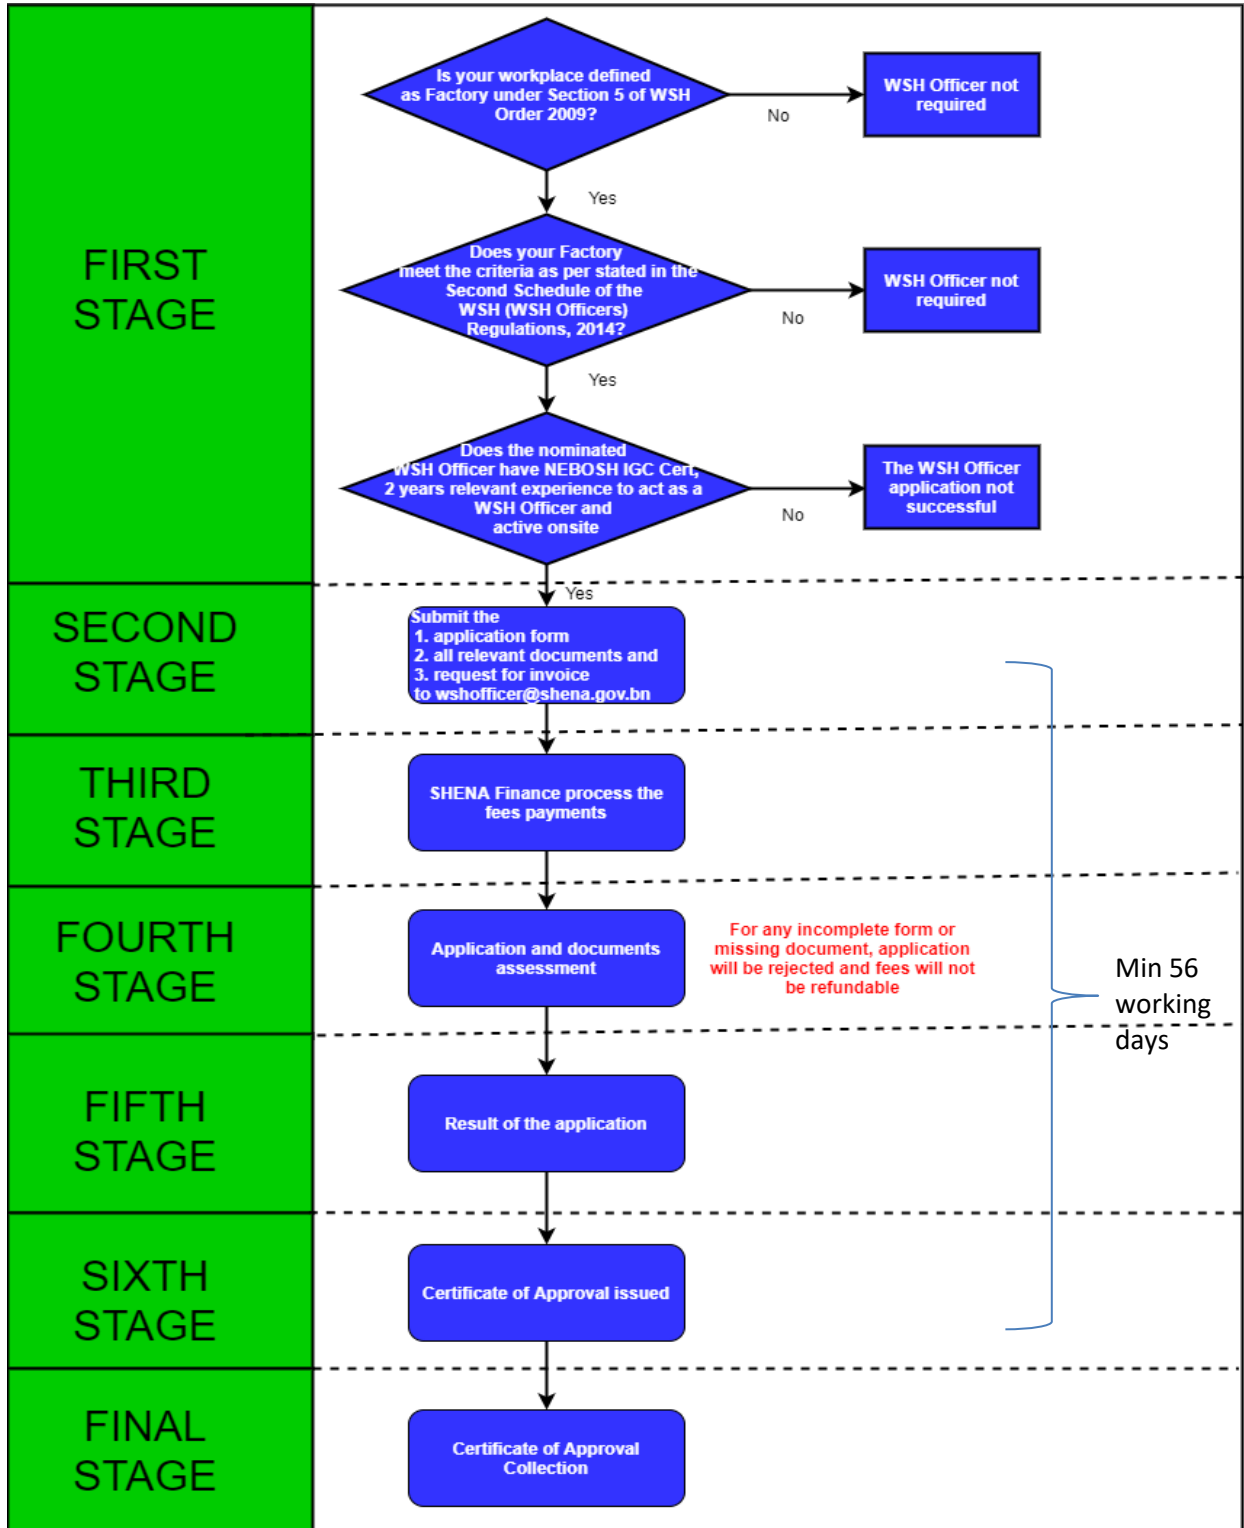 FIRST
STAGE
Is your workplace defined
as Factory under Section 5 of WSH
Order 2009?
No
WSH Officer not
required
Yes
Does your Factory
meet the criteria as per stated in the
Second Schedule of the
WSH (WSH Officers)
Regulations, 2014?
No
WSH Officer not
required
Yes
Does the nominated
WSH Officer have NEBOSH IGC Cert,
2 years relevant experience to act as a
WSH Officer and
active onsite
No
The WSH Officer
application not
successful
Yes
SECOND
STAGE
Submit the
1. application form
2. all relevant documents and
3. request for invoice
to wshofficer@shena.gov.bn
THIRD
STAGE
SHENA Finance process the
fees payments
FOURTH
STAGE
Application and documents
assessment
For any incomplete form or
missing document, application
will be rejected and fees will not
be refundable
Min 56
working
days
FIFTH
STAGE
Result of the application
SIXTH
STAGE
Certificate of Approval issued
FINAL
STAGE
Certificate of Approval
Collection